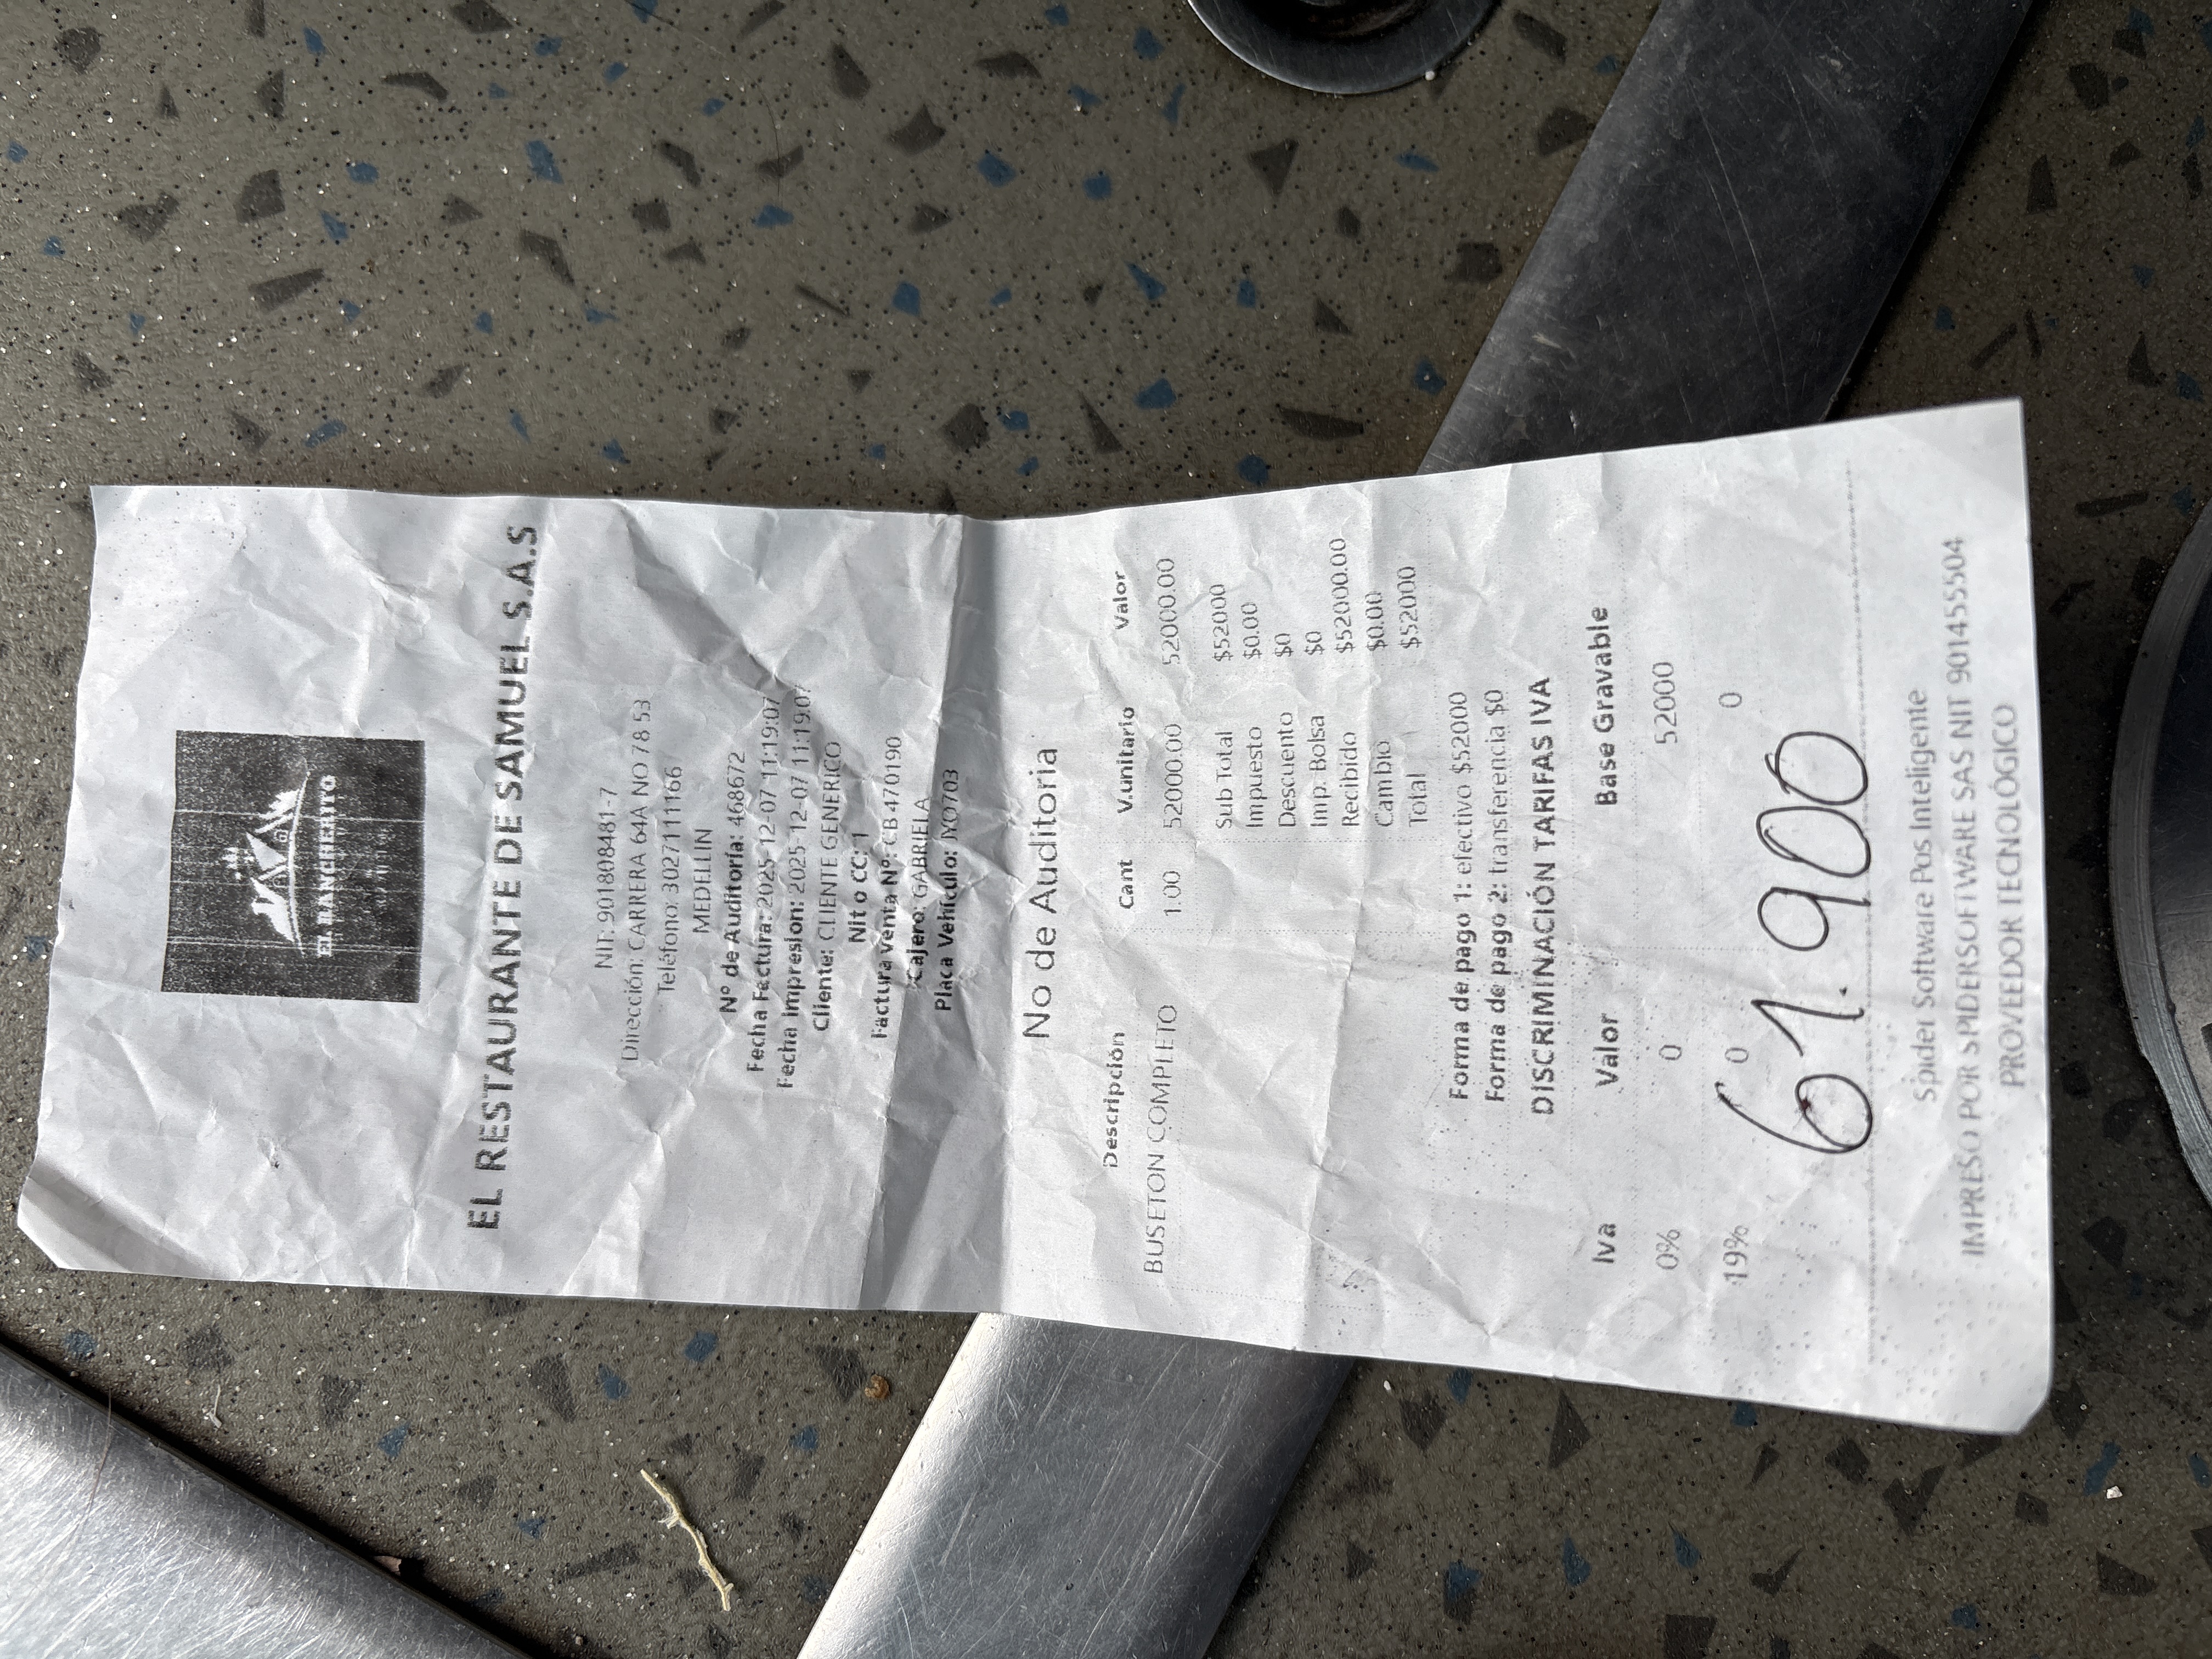 EL RANCHERITO
EL RESTAURANTE DE SAMUEL S.A.S
NIT: 901808481-7
Dirección: CARRERA 64A NO 78 53
Teléfono: 3027111166
MEDELLIN
Nº de Auditoría: 468672
Fecha Factura: 2025-12-07 11:19:07
Fecha Impresion: 2025-12-07 11:19:07
Cliente: CLIENTE GENERICO
Nit o CC: 1
Factura Venta Nº: CB 470190
Cajero: GABRIELA
Placa Vehículo:
No de Auditoria
Descripción Cant V.unitario Valor
BUSETON COMPLETO 1.00 52000.00 52000.00
Sub Total $52000
Impuesto $0.00
Descuento $0
Imp. Bolsa $0
Recibido $52000.00
Cambio $0.00
Total $52000
Forma de pago 1: efectivo $52000
Forma de pago 2: transferencia $0
DISCRIMINACIÓN TARIFAS IVA
Iva Valor Base Gravable
0% 0 52000
19% 0 0
61.900
Spider Software Pos Inteligente
IMPRESO POR SPIDERSOFTWARE SAS NIT 9014555504
PROVEEDOR TECNOLÓGICO